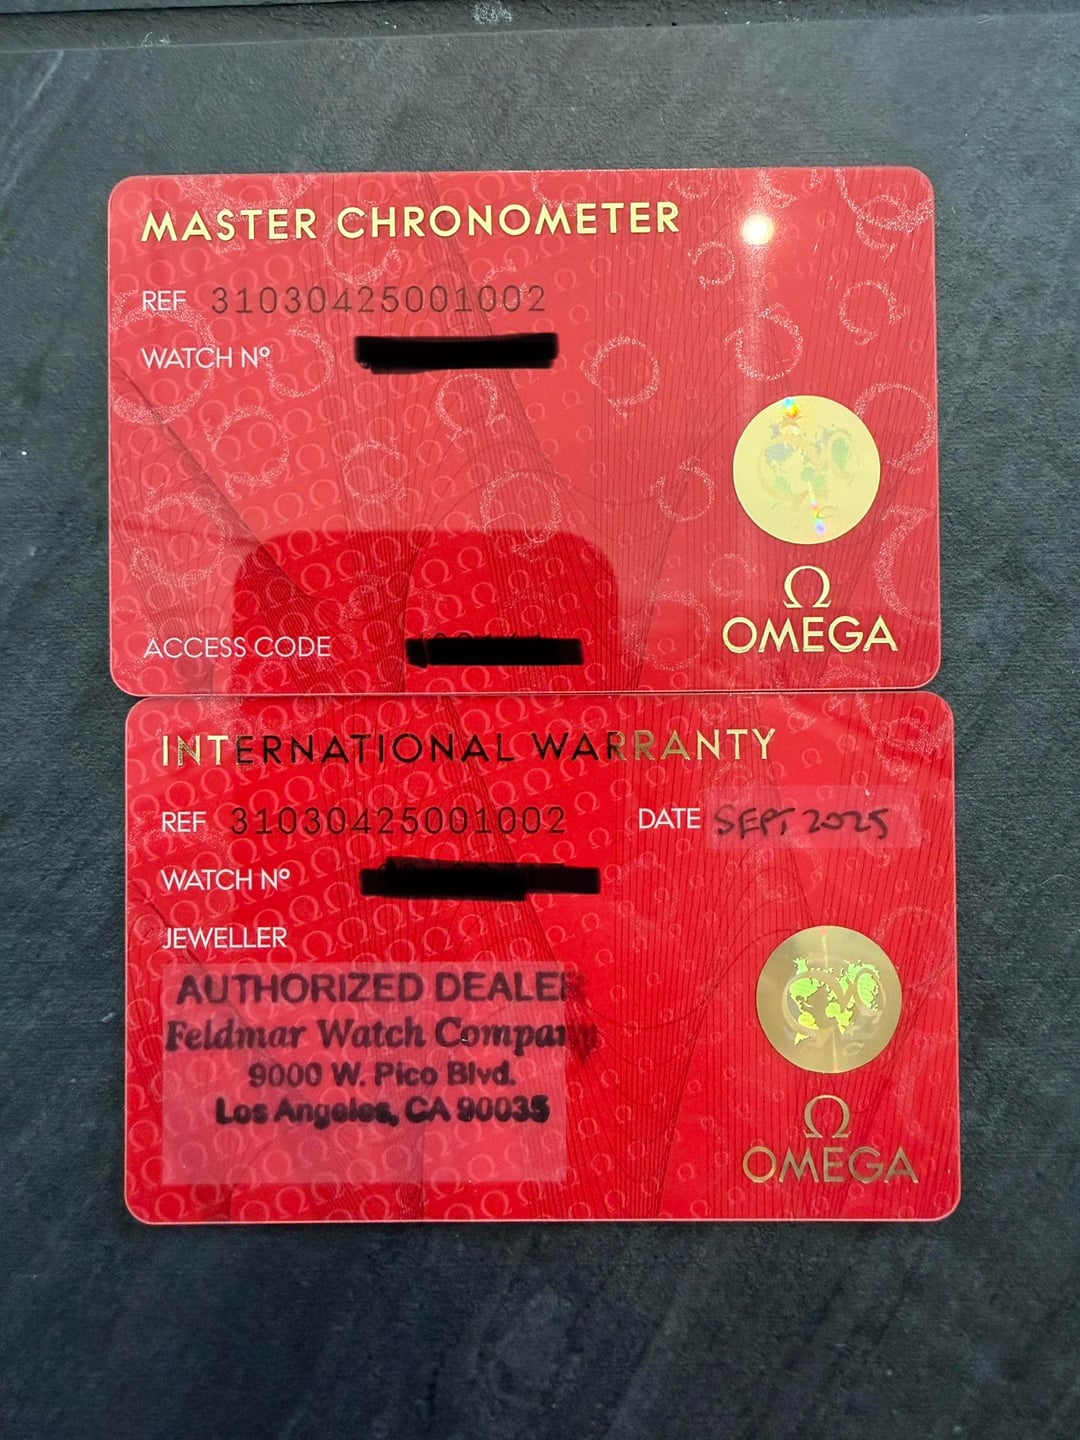 MASTER CHRONOMETER
REF 31030425001002
WATCH Nº
ACCESS CODE
Ω
OMEGA
INTERNATIONAL WARRANTY
REF 31030425001002 DATE SEPT 2025
WATCH Nº
JEWELLER
AUTHORIZED DEALER
Feldmar Watch Company
9000 W. Pico Blvd.
Los Angeles, CA 90035
Ω
OMEGA